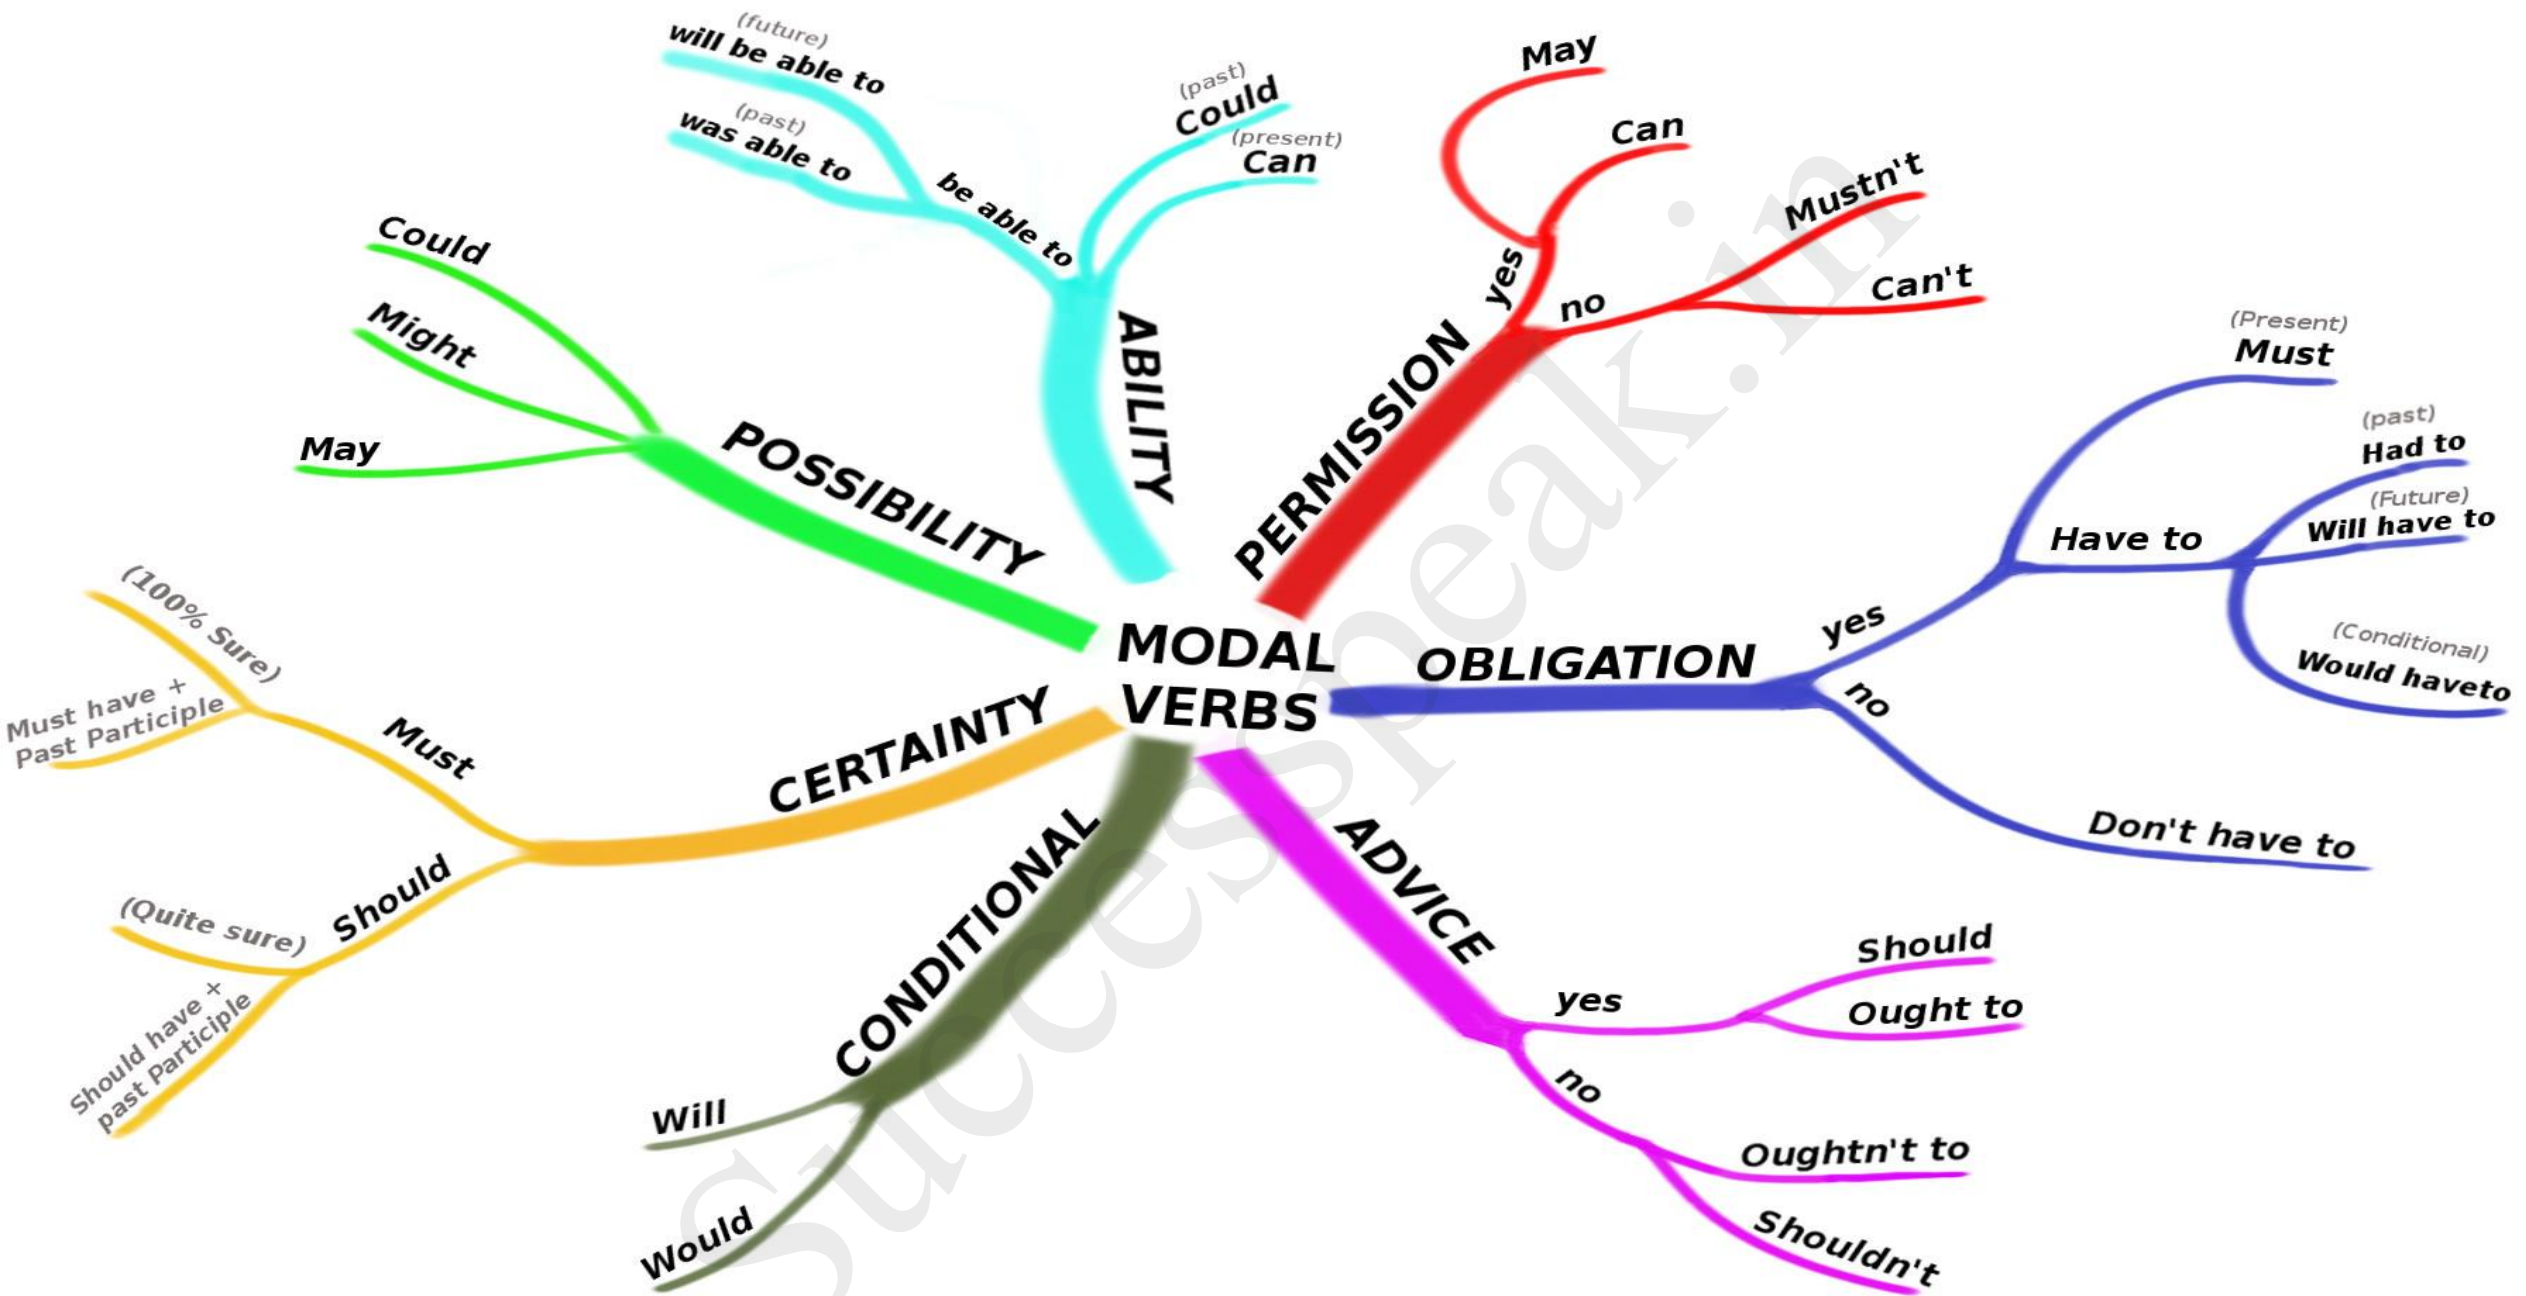 MODAL
VERBS
ABILITY
be able to
(future)
will be able to
(past)
was able to
(past)
Could
(present)
Can
PERMISSION
yes
May
Can
no
Mustn't
Can't
OBLIGATION
yes
(Present)
Must
Have to
(past)
Had to
(Future)
Will have to
(Conditional)
Would haveto
no
Don't have to
ADVICE
yes
Should
Ought to
no
Oughtn't to
Shouldn't
CONDITIONAL
Will
Would
CERTAINTY
Must
(100% Sure)
Must have +
Past Participle
Should
(Quite sure)
Should have +
past Participle
POSSIBILITY
Could
Might
May
Successpeak.in